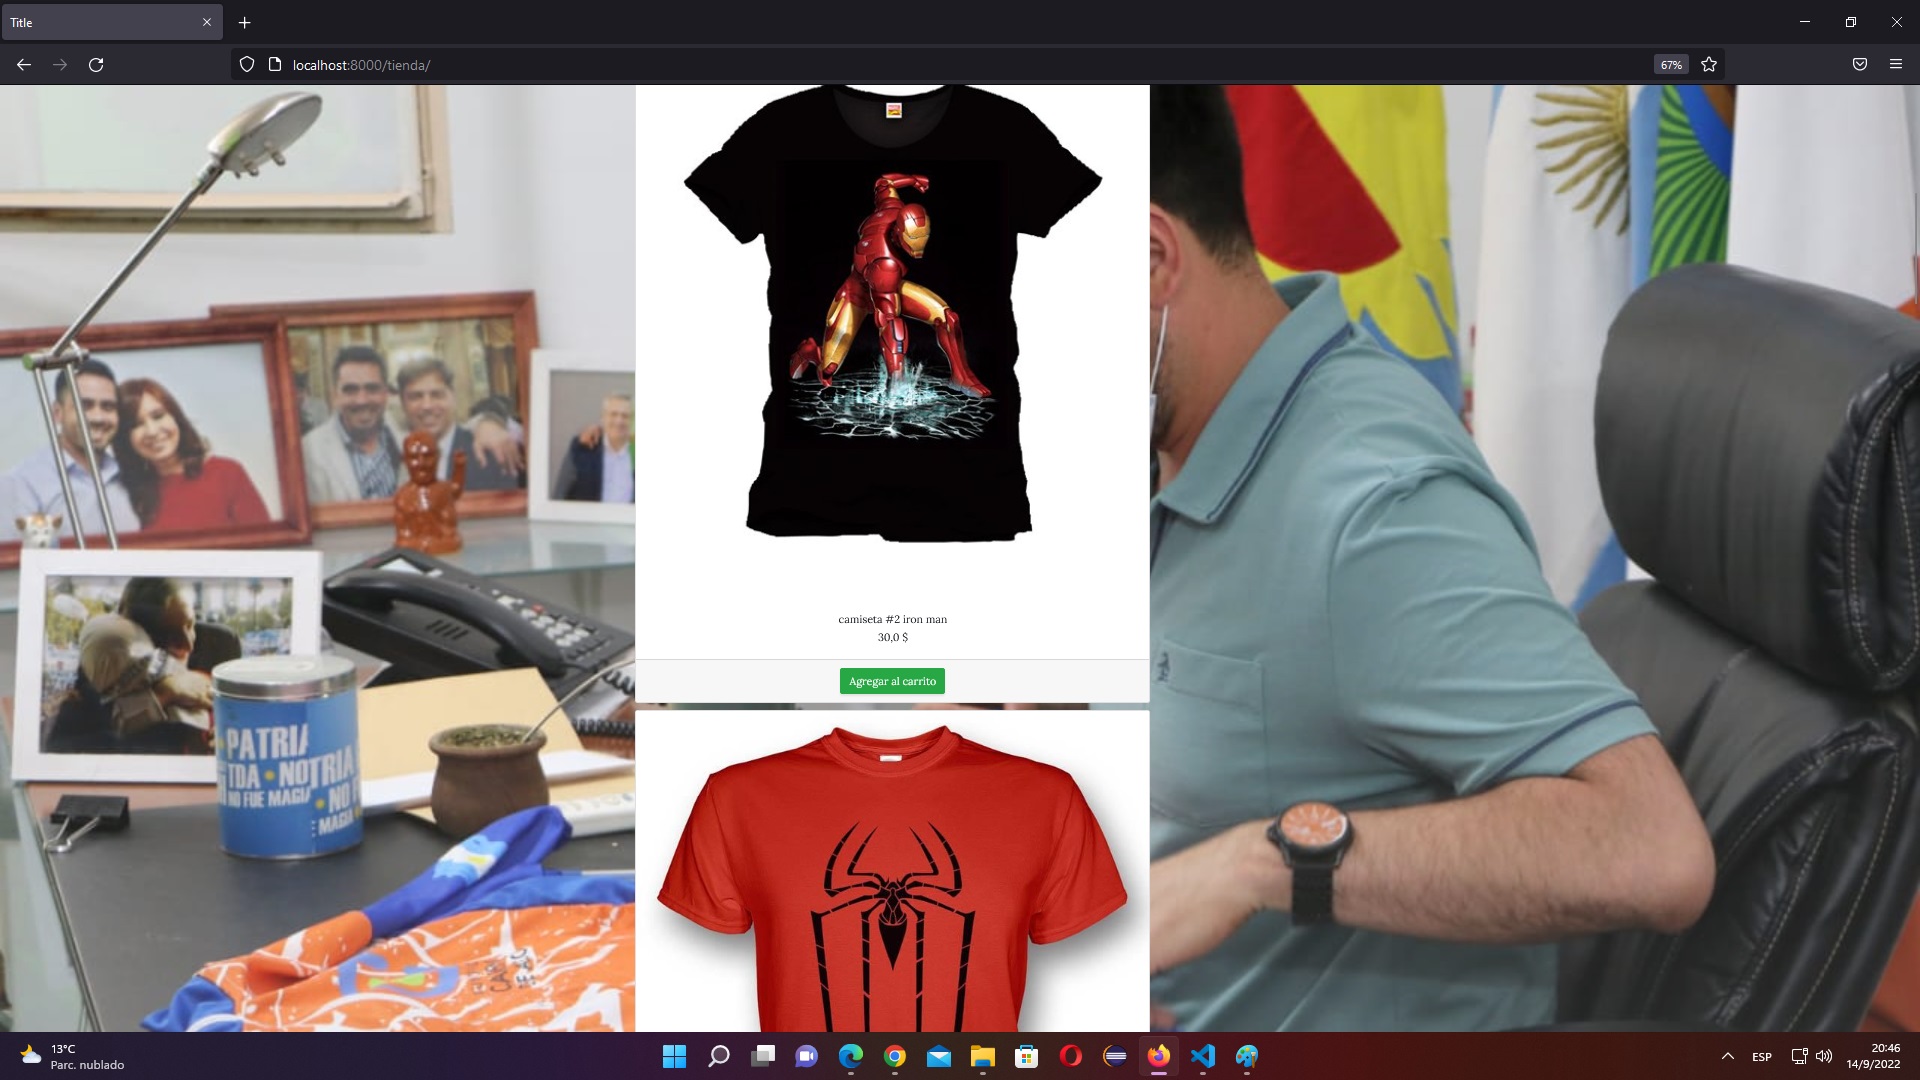 Title
localhost:8000/tienda/
67%
camiseta #2 iron man
30,0 $
Agregar al carrito
PATRIA
TDA • NO
TRIA
NO FUE MAGIA
• NO F
MAGIA
13°C
Parc. nublado
ESP
20:46
14/9/2022